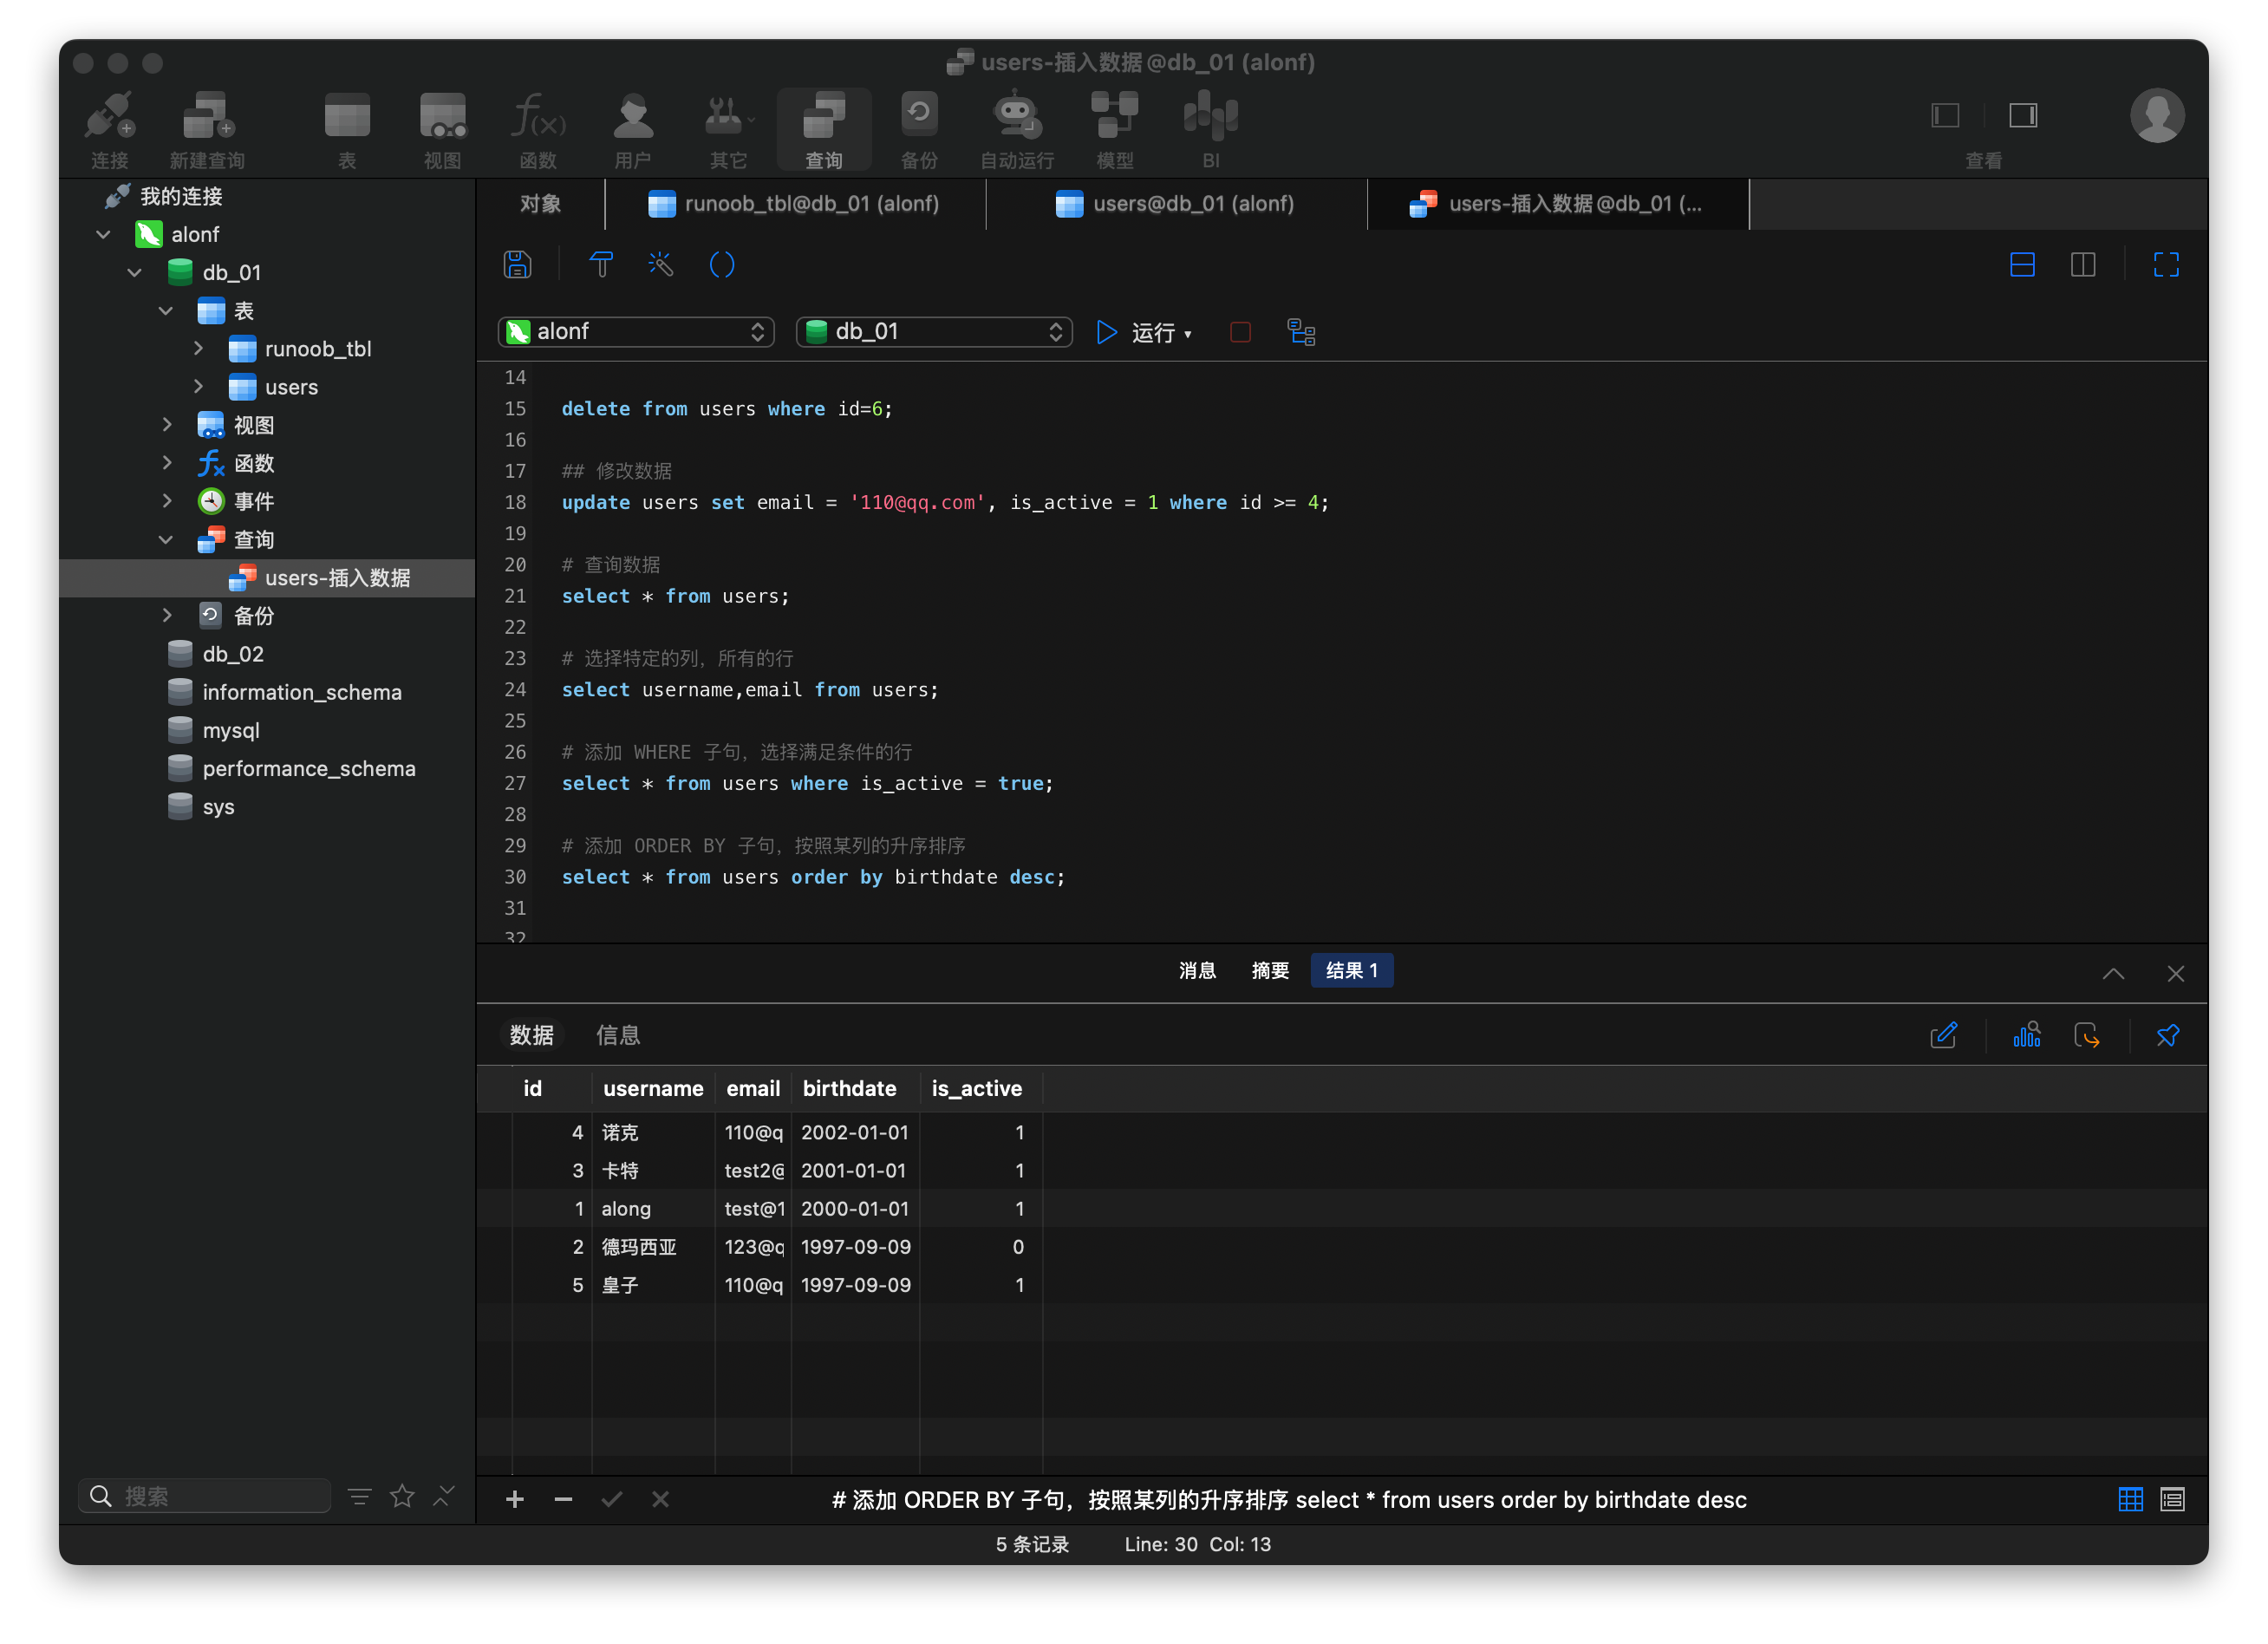 users-插入数据@db_01 (alonf)
连接
新建查询
表
视图
函数
用户
其它
查询
备份
自动运行
模型
BI
查看
我的连接
alonf
db_01
表
runoob_tbl
users
视图
函数
事件
查询
users-插入数据
备份
db_02
information_schema
mysql
performance_schema
sys
搜索
对象
runoob_tbl@db_01 (alonf)
users@db_01 (alonf)
users-插入数据@db_01 (...
alonf
db_01
运行
14
15 delete from users where id=6;
16
17 ## 修改数据
18 update users set email = '110@qq.com', is_active = 1 where id >= 4;
19
20 # 查询数据
21 select * from users;
22
23 # 选择特定的列，所有的行
24 select username,email from users;
25
26 # 添加 WHERE 子句，选择满足条件的行
27 select * from users where is_active = true;
28
29 # 添加 ORDER BY 子句，按照某列的升序排序
30 select * from users order by birthdate desc;
31
32
消息 摘要 结果 1
数据 信息
id username email birthdate is_active
4 诺克 110@q 2002-01-01 1
3 卡特 test2@ 2001-01-01 1
1 along test@1 2000-01-01 1
2 德玛西亚 123@q 1997-09-09 0
5 皇子 110@q 1997-09-09 1
# 添加 ORDER BY 子句，按照某列的升序排序 select * from users order by birthdate desc
5 条记录 Line: 30 Col: 13